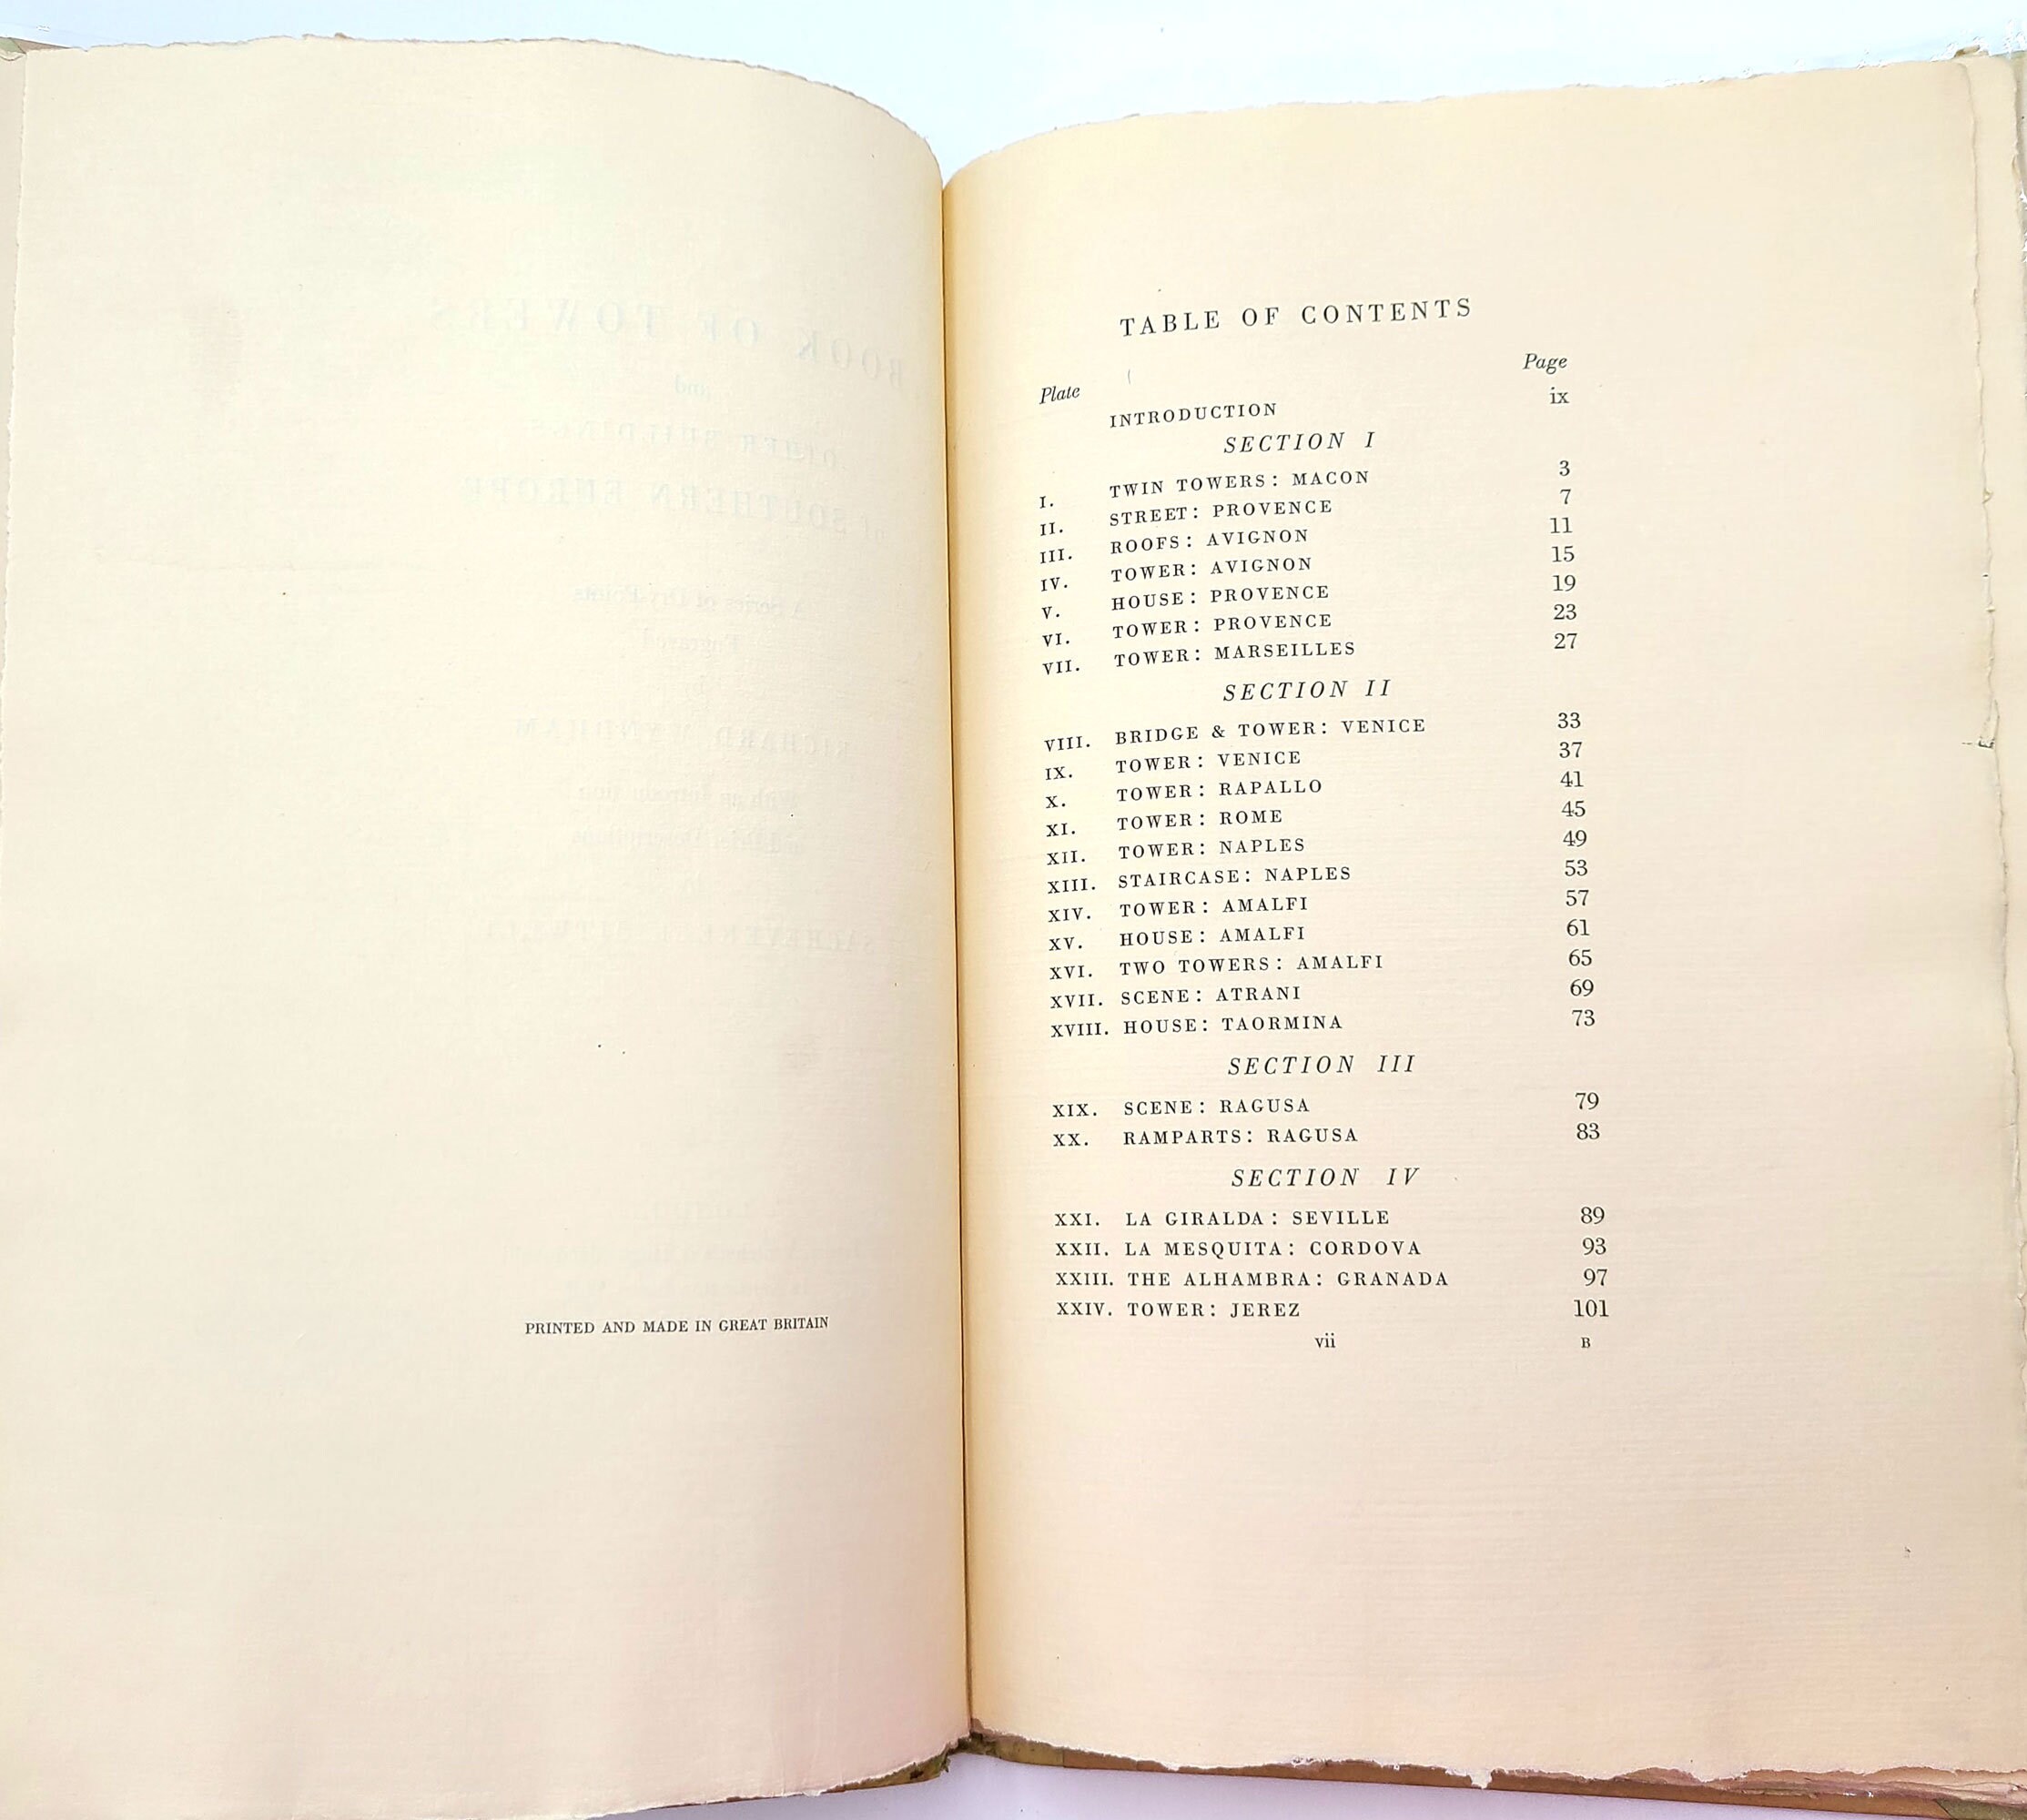 PRINTED AND MADE IN GREAT BRITAIN
TABLE OF CONTENTS
Plate Page
INTRODUCTION ix
SECTION I
I. TWIN TOWERS: MACON 3
II. STREET: PROVENCE 7
III. ROOFS: AVIGNON 11
IV. TOWER: AVIGNON 15
V. HOUSE: PROVENCE 19
VI. TOWER: PROVENCE 23
VII. TOWER: MARSEILLES 27
SECTION II
VIII. BRIDGE & TOWER: VENICE 33
IX. TOWER: VENICE 37
X. TOWER: RAPALLO 41
XI. TOWER: ROME 45
XII. TOWER: NAPLES 49
XIII. STAIRCASE: NAPLES 53
XIV. TOWER: AMALFI 57
XV. HOUSE: AMALFI 61
XVI. TWO TOWERS: AMALFI 65
XVII. SCENE: ATRANI 69
XVIII. HOUSE: TAORMINA 73
SECTION III
XIX. SCENE: RAGUSA 79
XX. RAMPARTS: RAGUSA 83
SECTION IV
XXI. LA GIRALDA: SEVILLE 89
XXII. LA MESQUITA: CORDOVA 93
XXIII. THE ALHAMBRA: GRANADA 97
XXIV. TOWER: JEREZ 101
vii B